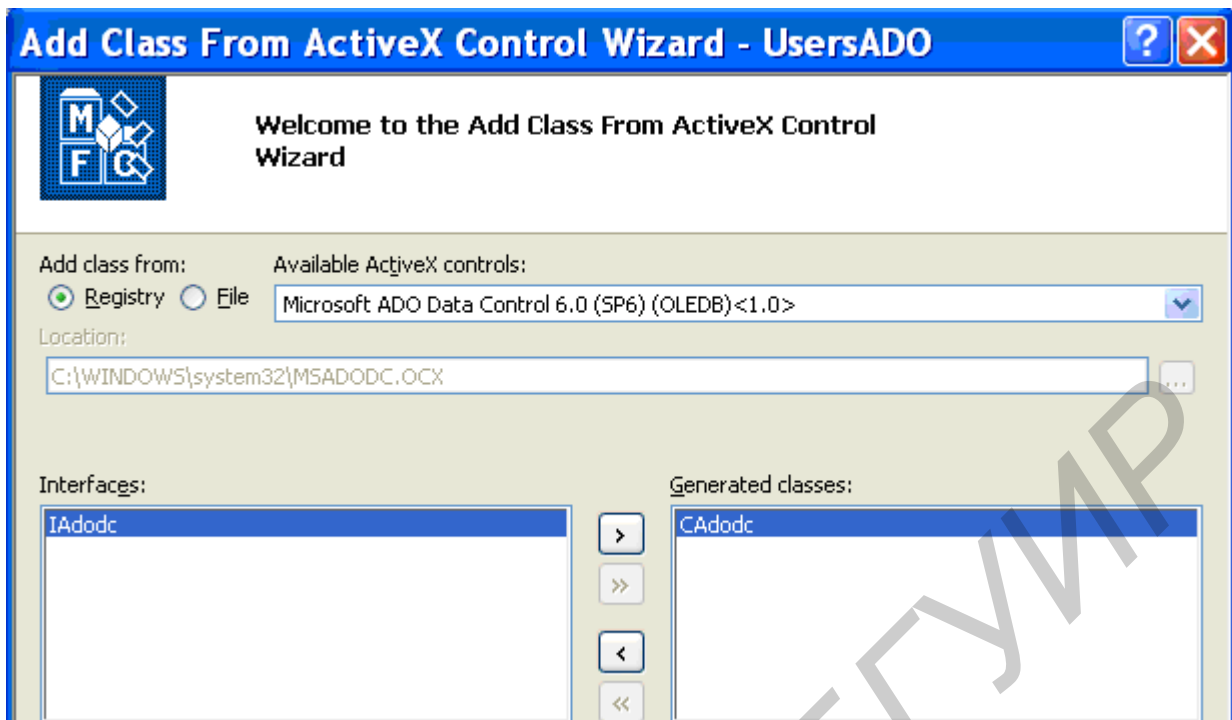 Add Class From ActiveX Control Wizard - UsersADO
MFC
Welcome to the Add Class From ActiveX Control
Wizard
Add class from:
Available ActiveX controls:
Registry
File
Microsoft ADO Data Control 6.0 (SP6) (OLEDB)<1.0>
Location:
C:\WINDOWS\system32\MSADODC.OCX
...
Interfaces:
Generated classes:
IAdodc
>
CAdodc
>>
<
<<
ГУИР